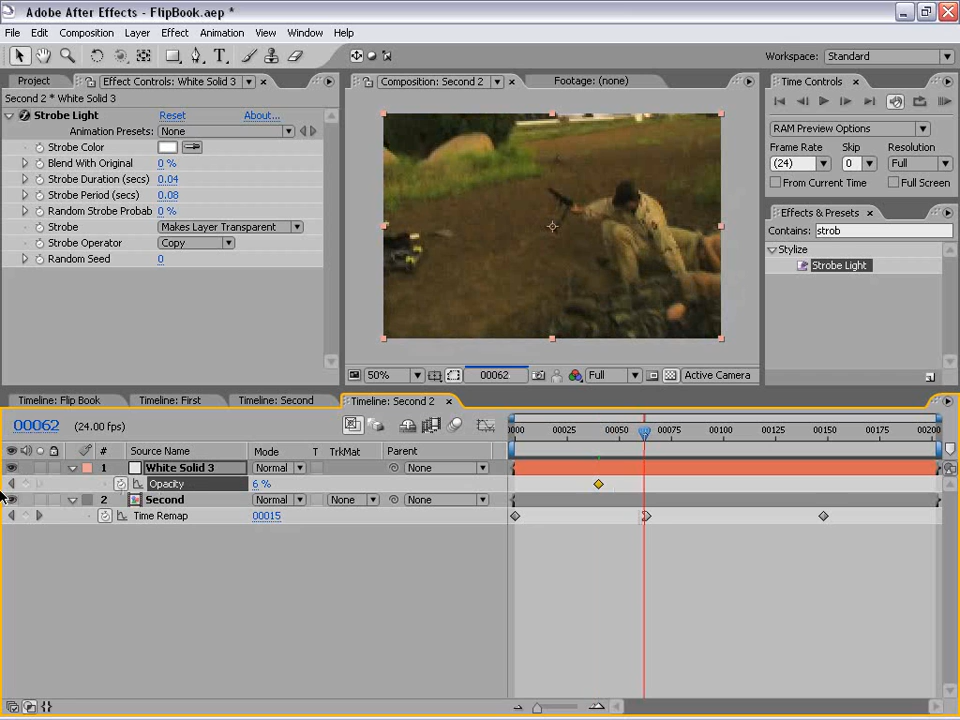 Adobe After Effects - FlipBook.aep *
File Edit Composition Layer Effect Animation View Window Help
Workspace: Standard
Project Effect Controls: White Solid 3
Second 2 * White Solid 3
Strobe Light Reset About...
Animation Presets: None
Strobe Color
Blend With Original 0 %
Strobe Duration (secs) 0.04
Strobe Period (secs) 0.08
Random Strobe Probab 0 %
Strobe Makes Layer Transparent
Strobe Operator Copy
Random Seed 0
Composition: Second 2 Footage: (none)
50% 00062 Full Active Camera
Time Controls
RAM Preview Options
Frame Rate Skip Resolution
(24) 0 Full
From Current Time Full Screen
Effects & Presets
Contains: strob
Stylize
Strobe Light
Timeline: Flip Book Timeline: First Timeline: Second Timeline: Second 2
00062 (24.00 fps)
0000 00025 00050 00075 00100 00125 00150 00175 00200
# Source Name Mode T TrkMat Parent
1 White Solid 3 Normal None
Opacity 6 %
2 Second Normal None None
Time Remap 00015